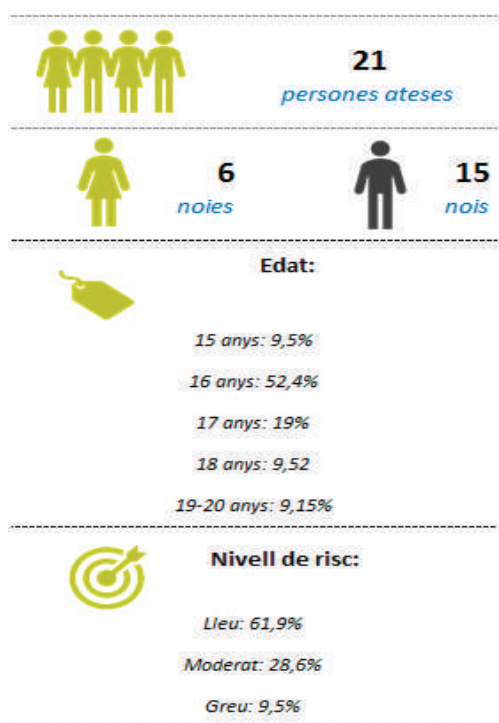 21
persones ateses
6
noies
15
nois
Edat:
15 anys: 9,5%
16 anys: 52,4%
17 anys: 19%
18 anys: 9,52
19-20 anys: 9,15%
Nivell de risc:
Lleu: 61,9%
Moderat: 28,6%
Greu: 9,5%